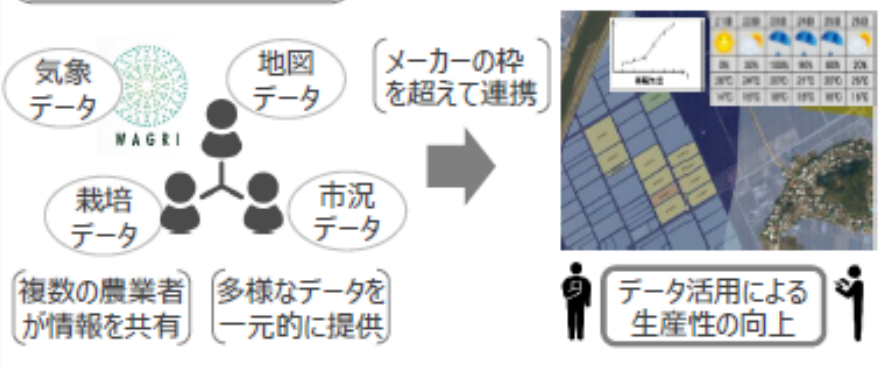 気象
データ
WAGRI
地図
データ
栽培
データ
市況
データ
複数の農業者
が情報を共有
多様なデータを
一元的に提供
メーカーの枠
を超えて連携
データ活用による
生産性の向上